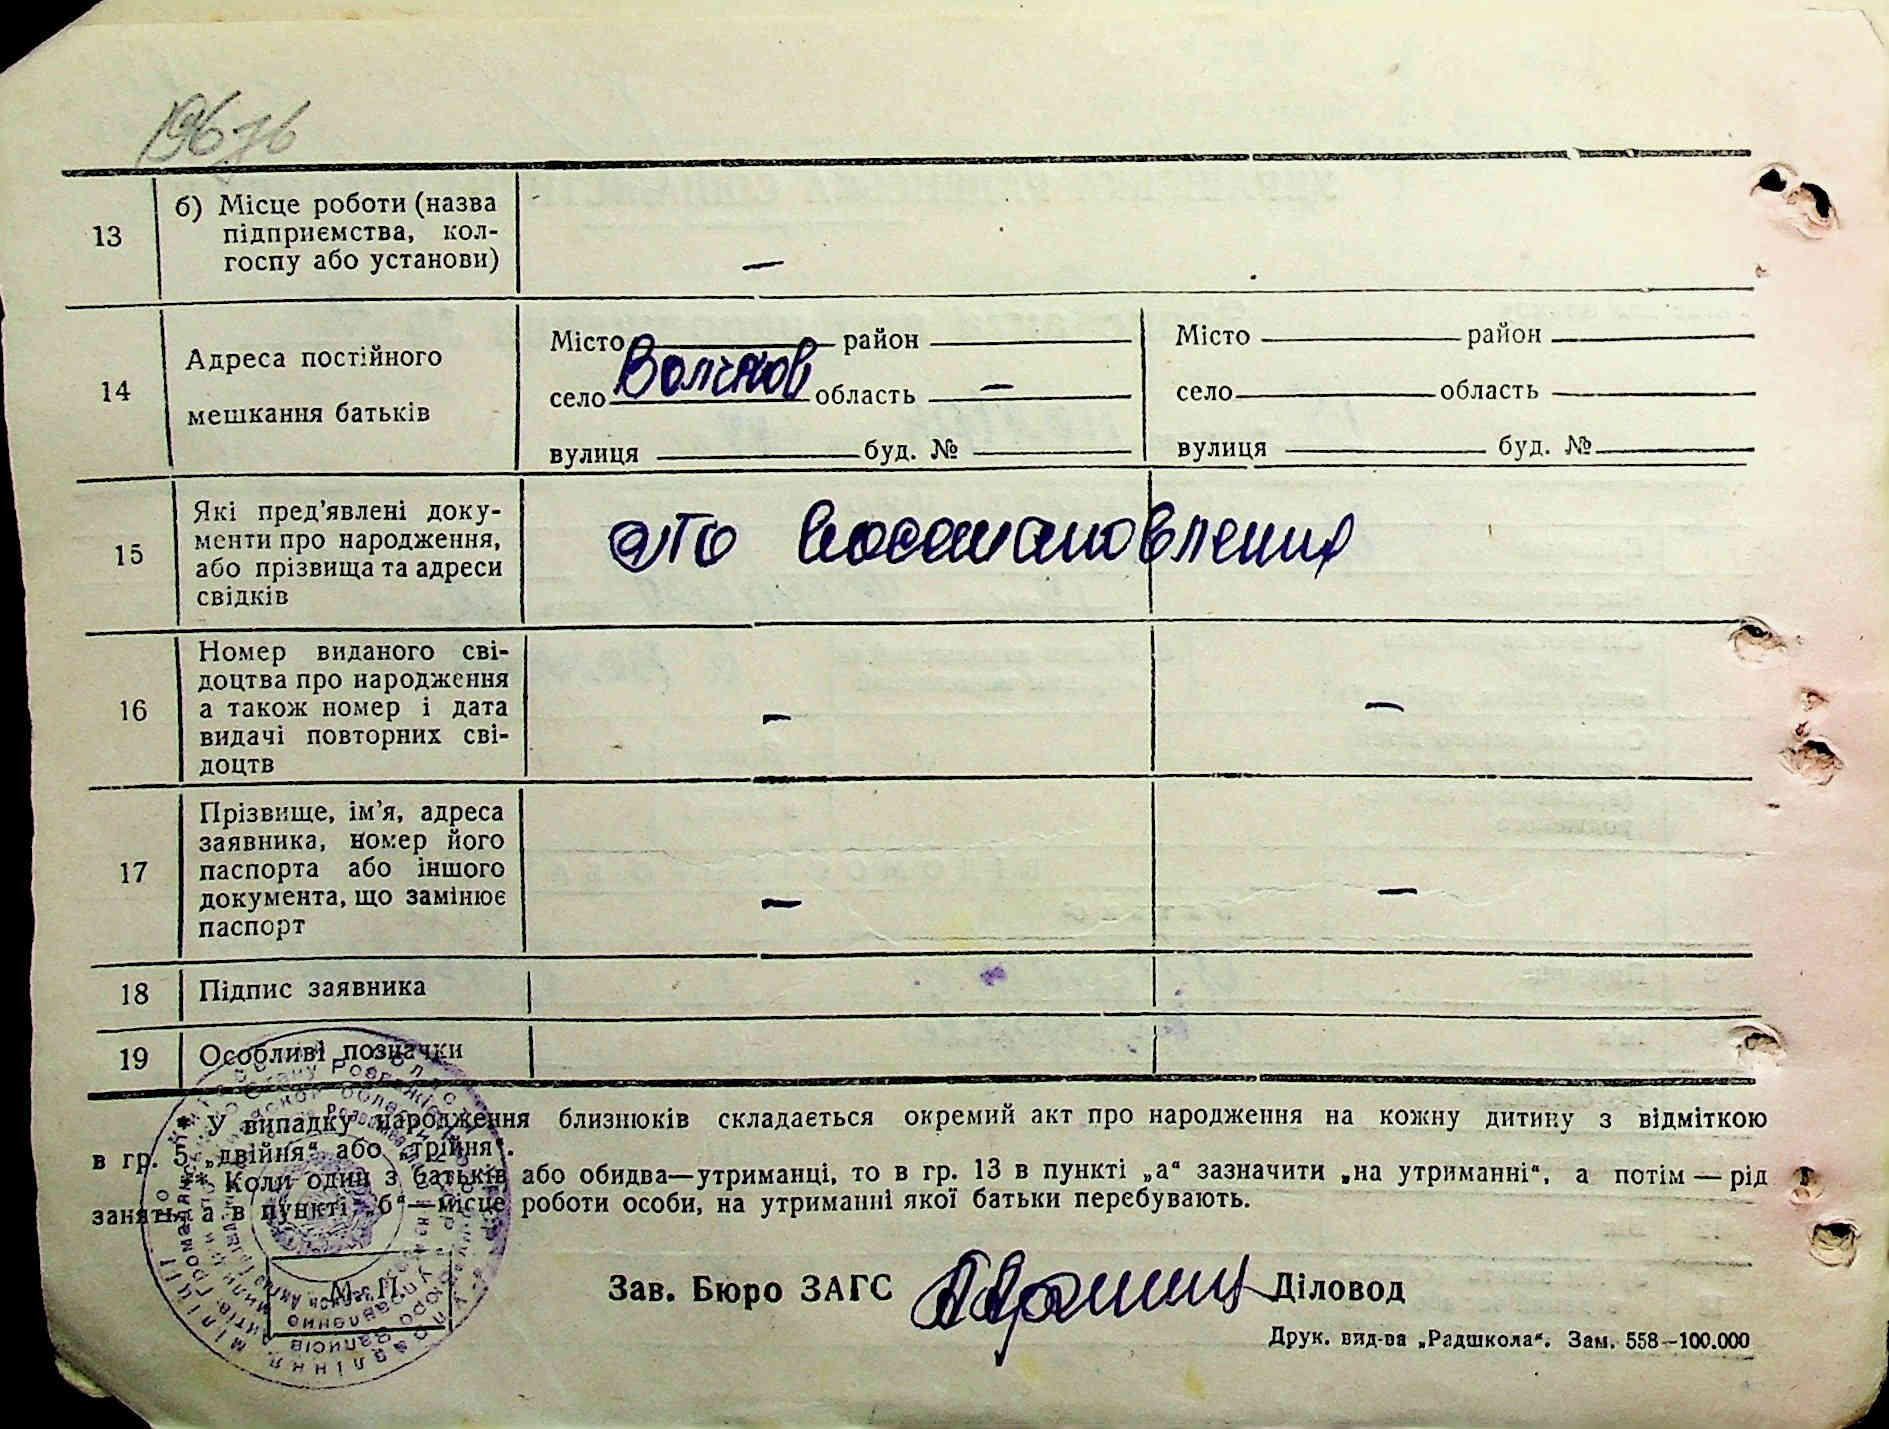 13
б) Місце роботи (назва
підприємства, кол-
госпу або установи)
—
14
Адреса постійного
мешкання батьків
Місто район
село Волчков область —
вулиця буд. №
Місто район
село область
вулиця буд. №
15
Які пред'явлені доку-
менти про народження,
або прізвища та адреси
свідків
акто восстановления
16
Номер виданого сві-
доцтва про народження
а також номер і дата
видачі повторних сві-
доцтв
—
—
17
Прізвище, ім'я, адреса
заявника, номер його
паспорта або іншого
документа, що замінює
паспорт
—
—
18
Підпис заявника
19
Особливі позначки
* У випадку народження близнюків складається окремий акт про народження на кожну дитину з відміткою
в гр. 5 „двійня“ або „трійня“.
** Коли один з батьків або обидва—утриманці, то в гр. 13 в пункті „а“ зазначити „на утриманні“, а потім — рід
заняття а в пункті „б“—місце роботи особи, на утриманні якої батьки перебувають.
М. П.
Зав. Бюро ЗАГС Діловод
Друк. вид-ва „Радшкола“. Зам. 558—100.000